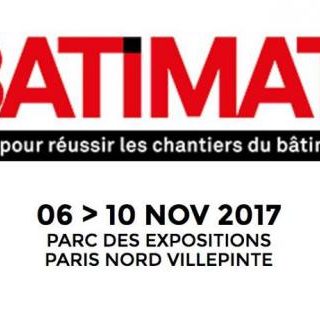 BATIMAT
pour réussir les chantiers du bâtim
06 > 10 NOV 2017
PARC DES EXPOSITIONS
PARIS NORD VILLEPINTE